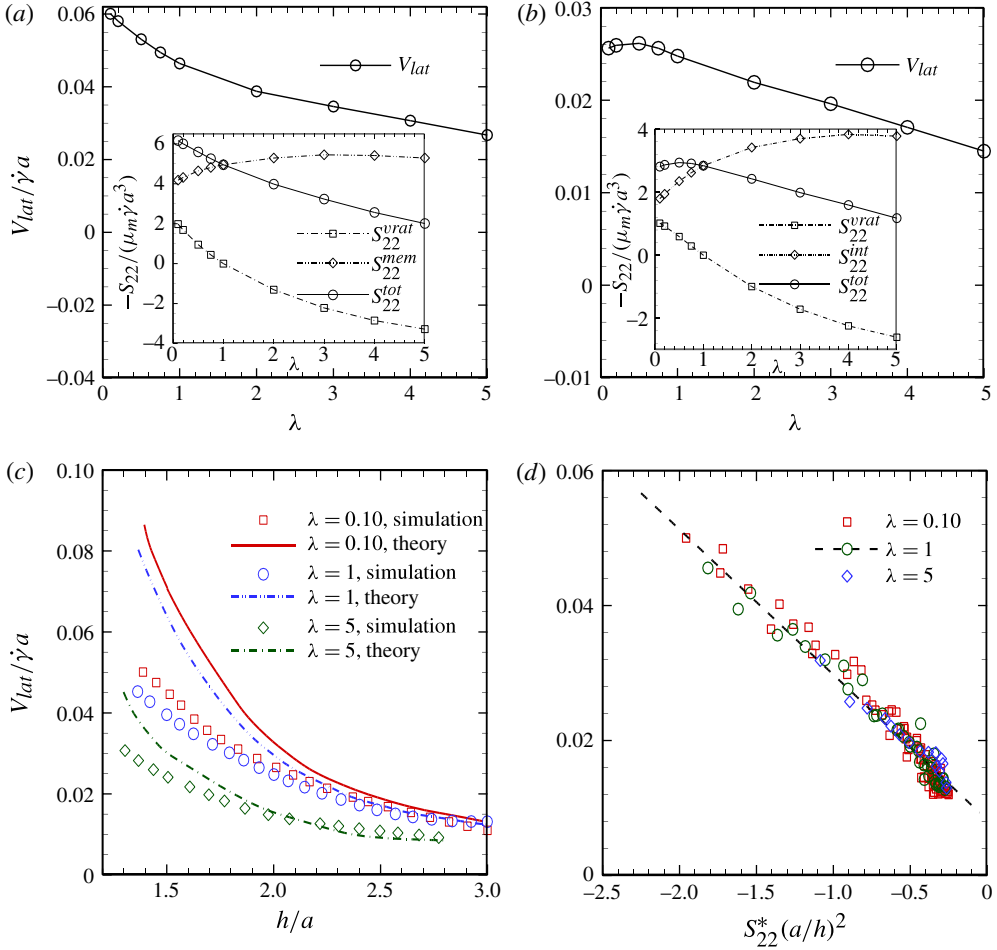 (a)
0.06
0.04
0.02
0
−0.02
−0.04
V_lat/γ̇a
0 1 2 3 4 5
λ
V_lat
6
4
2
0
−2
−4
−S_22/(μ_m γ̇a^3)
0 1 2 3 4 5
λ
S_22^vrat
S_22^mem
S_22^tot
(b)
0.03
0.02
0.01
0
−0.01
0 1 2 3 4 5
λ
V_lat
4
2
0
−2
−S_22/(μ_m γ̇a^3)
0 1 2 3 4 5
λ
S_22^vrat
S_22^int
S_22^tot
(c)
0.10
0.08
0.06
0.04
0.02
0
V_lat/γ̇a
1.5 2.0 2.5 3.0
h/a
λ = 0.10, simulation
λ = 0.10, theory
λ = 1, simulation
λ = 1, theory
λ = 5, simulation
λ = 5, theory
(d)
0.06
0.04
0.02
0
−2.5 −2.0 −1.5 −1.0 −0.5 0
S*_22(a/h)^2
λ = 0.10
λ = 1
λ = 5